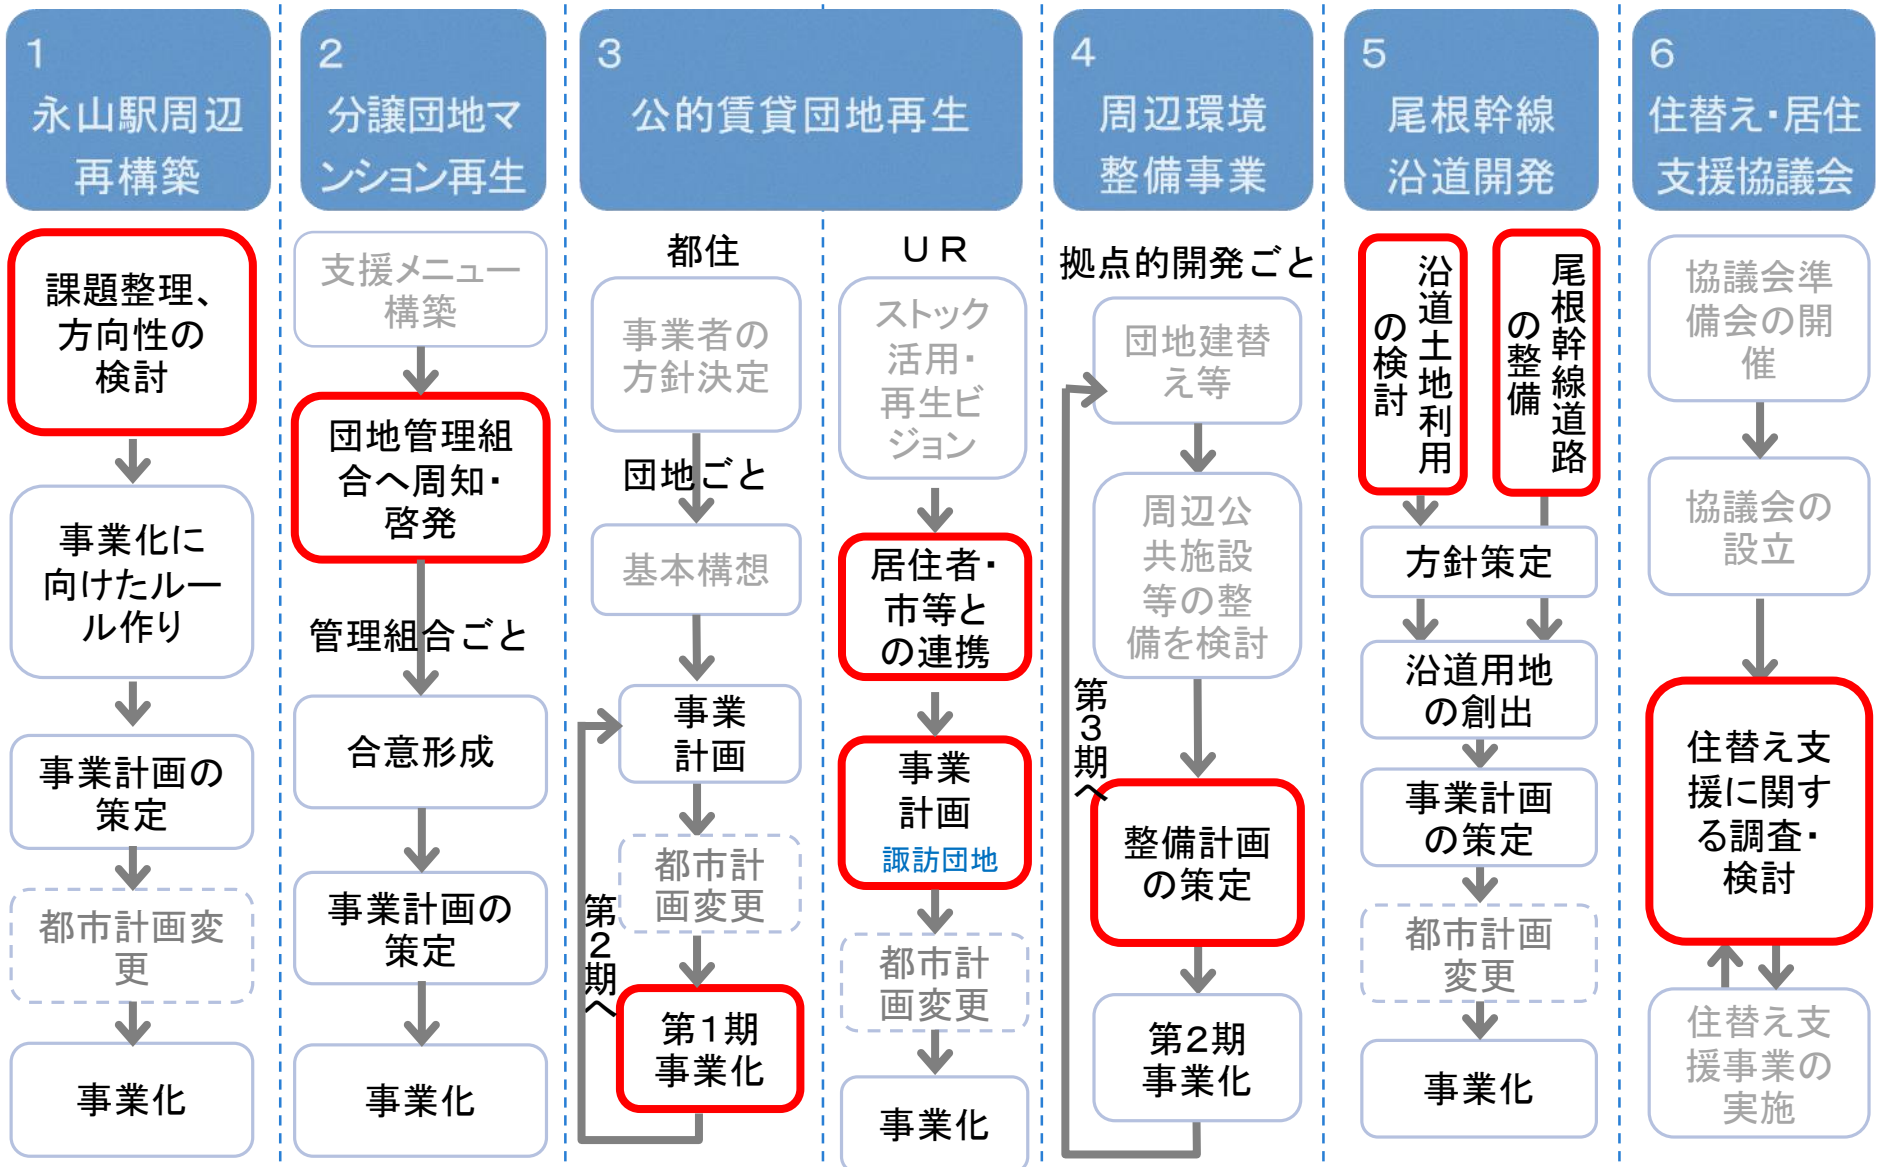 1
永山駅周辺
再構築
課題整理、
方向性の
検討
事業化に
向けたルー
ル作り
事業計画の
策定
都市計画変
更
事業化
2
分譲団地マ
ンション再生
支援メニュー
構築
団地管理組
合へ周知・
啓発
管理組合ごと
合意形成
事業計画の
策定
事業化
3
公的賃貸団地再生
都住
事業者の
方針決定
団地ごと
基本構想
事業
計画
都市計
画変更
第1期
事業化
第2期へ
UR
ストック
活用・
再生ビ
ジョン
居住者・
市等と
の連携
事業
計画
諏訪団地
都市計
画変更
事業化
4
周辺環境
整備事業
拠点的開発ごと
団地建替
え等
周辺公
共施設
等の整
備を検討
整備計画
の策定
第2期
事業化
第3期へ
5
尾根幹線
沿道開発
沿道土地利用
の検討
尾根幹線道路
の整備
方針策定
沿道用地
の創出
事業計画
の策定
都市計画
変更
事業化
6
住替え・居住
支援協議会
協議会準
備会の開
催
協議会の
設立
住替え支
援に関す
る調査・
検討
住替え支
援事業の
実施